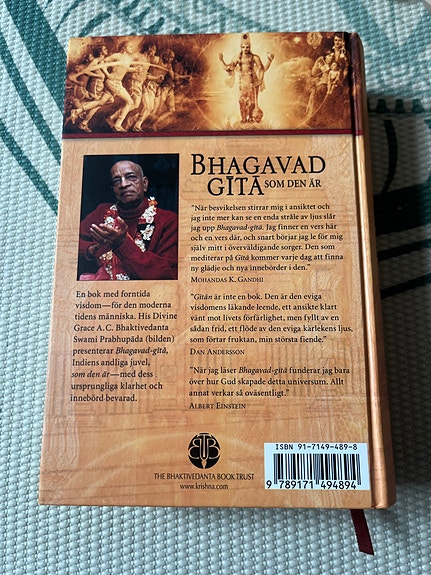 BHAGAVAD
GĪTĀ SOM DEN ÄR
"När besvikelsen stirrar mig i ansiktet och
jag inte mer kan se en enda stråle av ljus slår
jag upp Bhagavad-gītā. Jag finner en vers här
och en vers där, och snart börjar jag le för mig
själv mitt i överväldigande sorger. Den som
mediterar på Gītā kommer varje dag att finna
ny glädje och nya innebörder i den."
MOHANDAS K. GANDHI
"Gītān är inte en bok. Den är den eviga
visdomens läkande leende, ett ansikte klart
vänt mot livets förfärlighet, men fyllt av en
sådan frid, ett flöde av den eviga kärlekens ljus,
som förtar fruktan, min största fiende."
DAN ANDERSSON
"När jag läser Bhagavad-gītā funderar jag bara
över hur Gud skapade detta universum. Allt
annat verkar så oväsentligt."
ALBERT EINSTEIN
En bok med forntida
visdom—för den moderna
tidens människa. His Divine
Grace A. C. Bhaktivedanta
Swami Prabhupāda (bilden)
presenterar Bhagavad-gītā,
Indiens andliga juvel,
som den är—med dess
ursprungliga klarhet och
innebörd bevarad.
BBT
THE BHAKTIVEDANTA BOOK TRUST
www.krishna.com
ISBN 91-7149-489-8
9 789171 494894